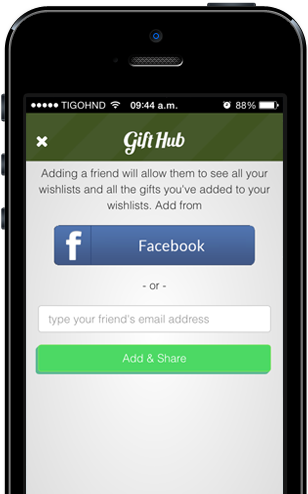 TIGOHND 09:44 a.m. 88%
Gift Hub
Adding a friend will allow them to see all your
wishlists and all the gifts you've added to your
wishlists. Add from
f Facebook
- or -
type your friend's email address
Add & Share